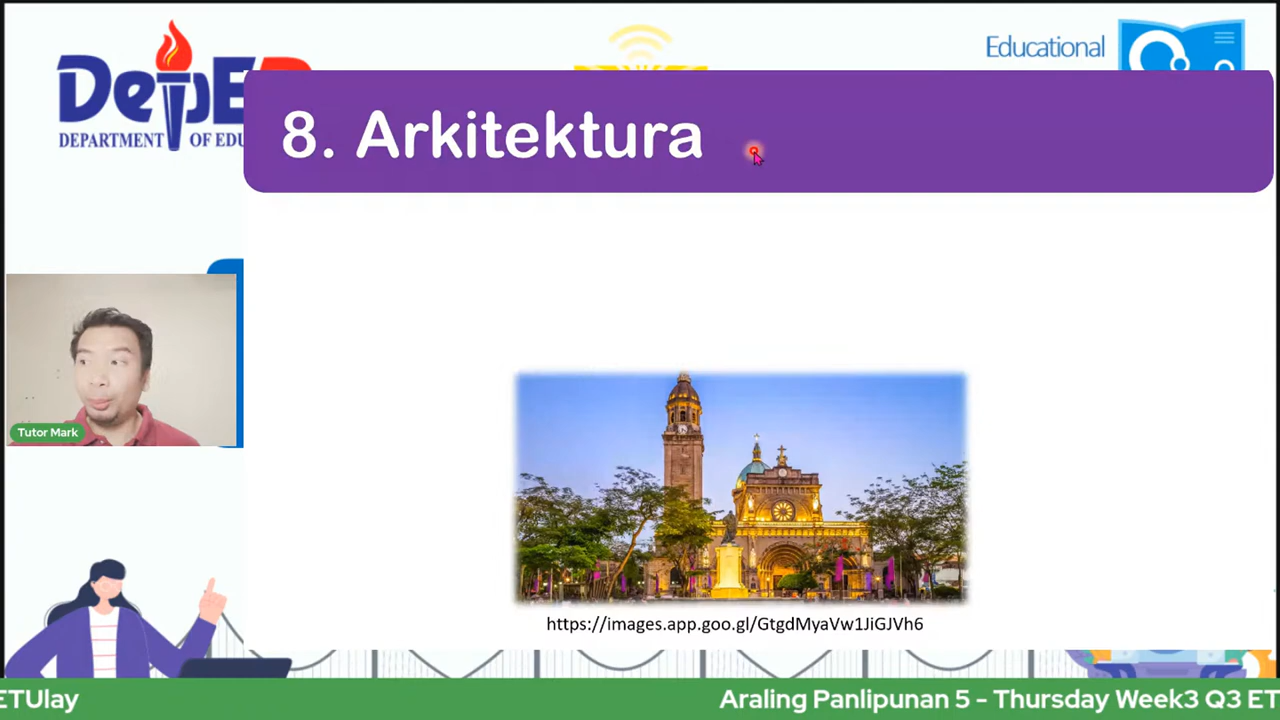 DepED
DEPARTMENT OF EDU
Educational
8. Arkitektura
Tutor Mark
https://images.app.goo.gl/GtgdMyaVw1JiGJVh6
ETUlay
Araling Panlipunan 5 - Thursday Week3 Q3 ET